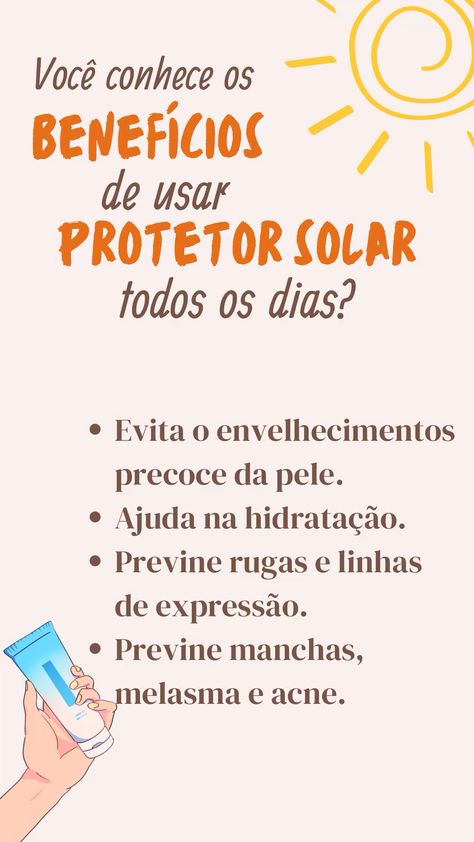 Você conhece os
BENEFÍCIOS
de usar
PROTETOR SOLAR
todos os dias?
• Evita o envelhecimentos
precoce da pele.
• Ajuda na hidratação.
• Previne rugas e linhas
de expressão.
• Previne manchas,
melasma e acne.